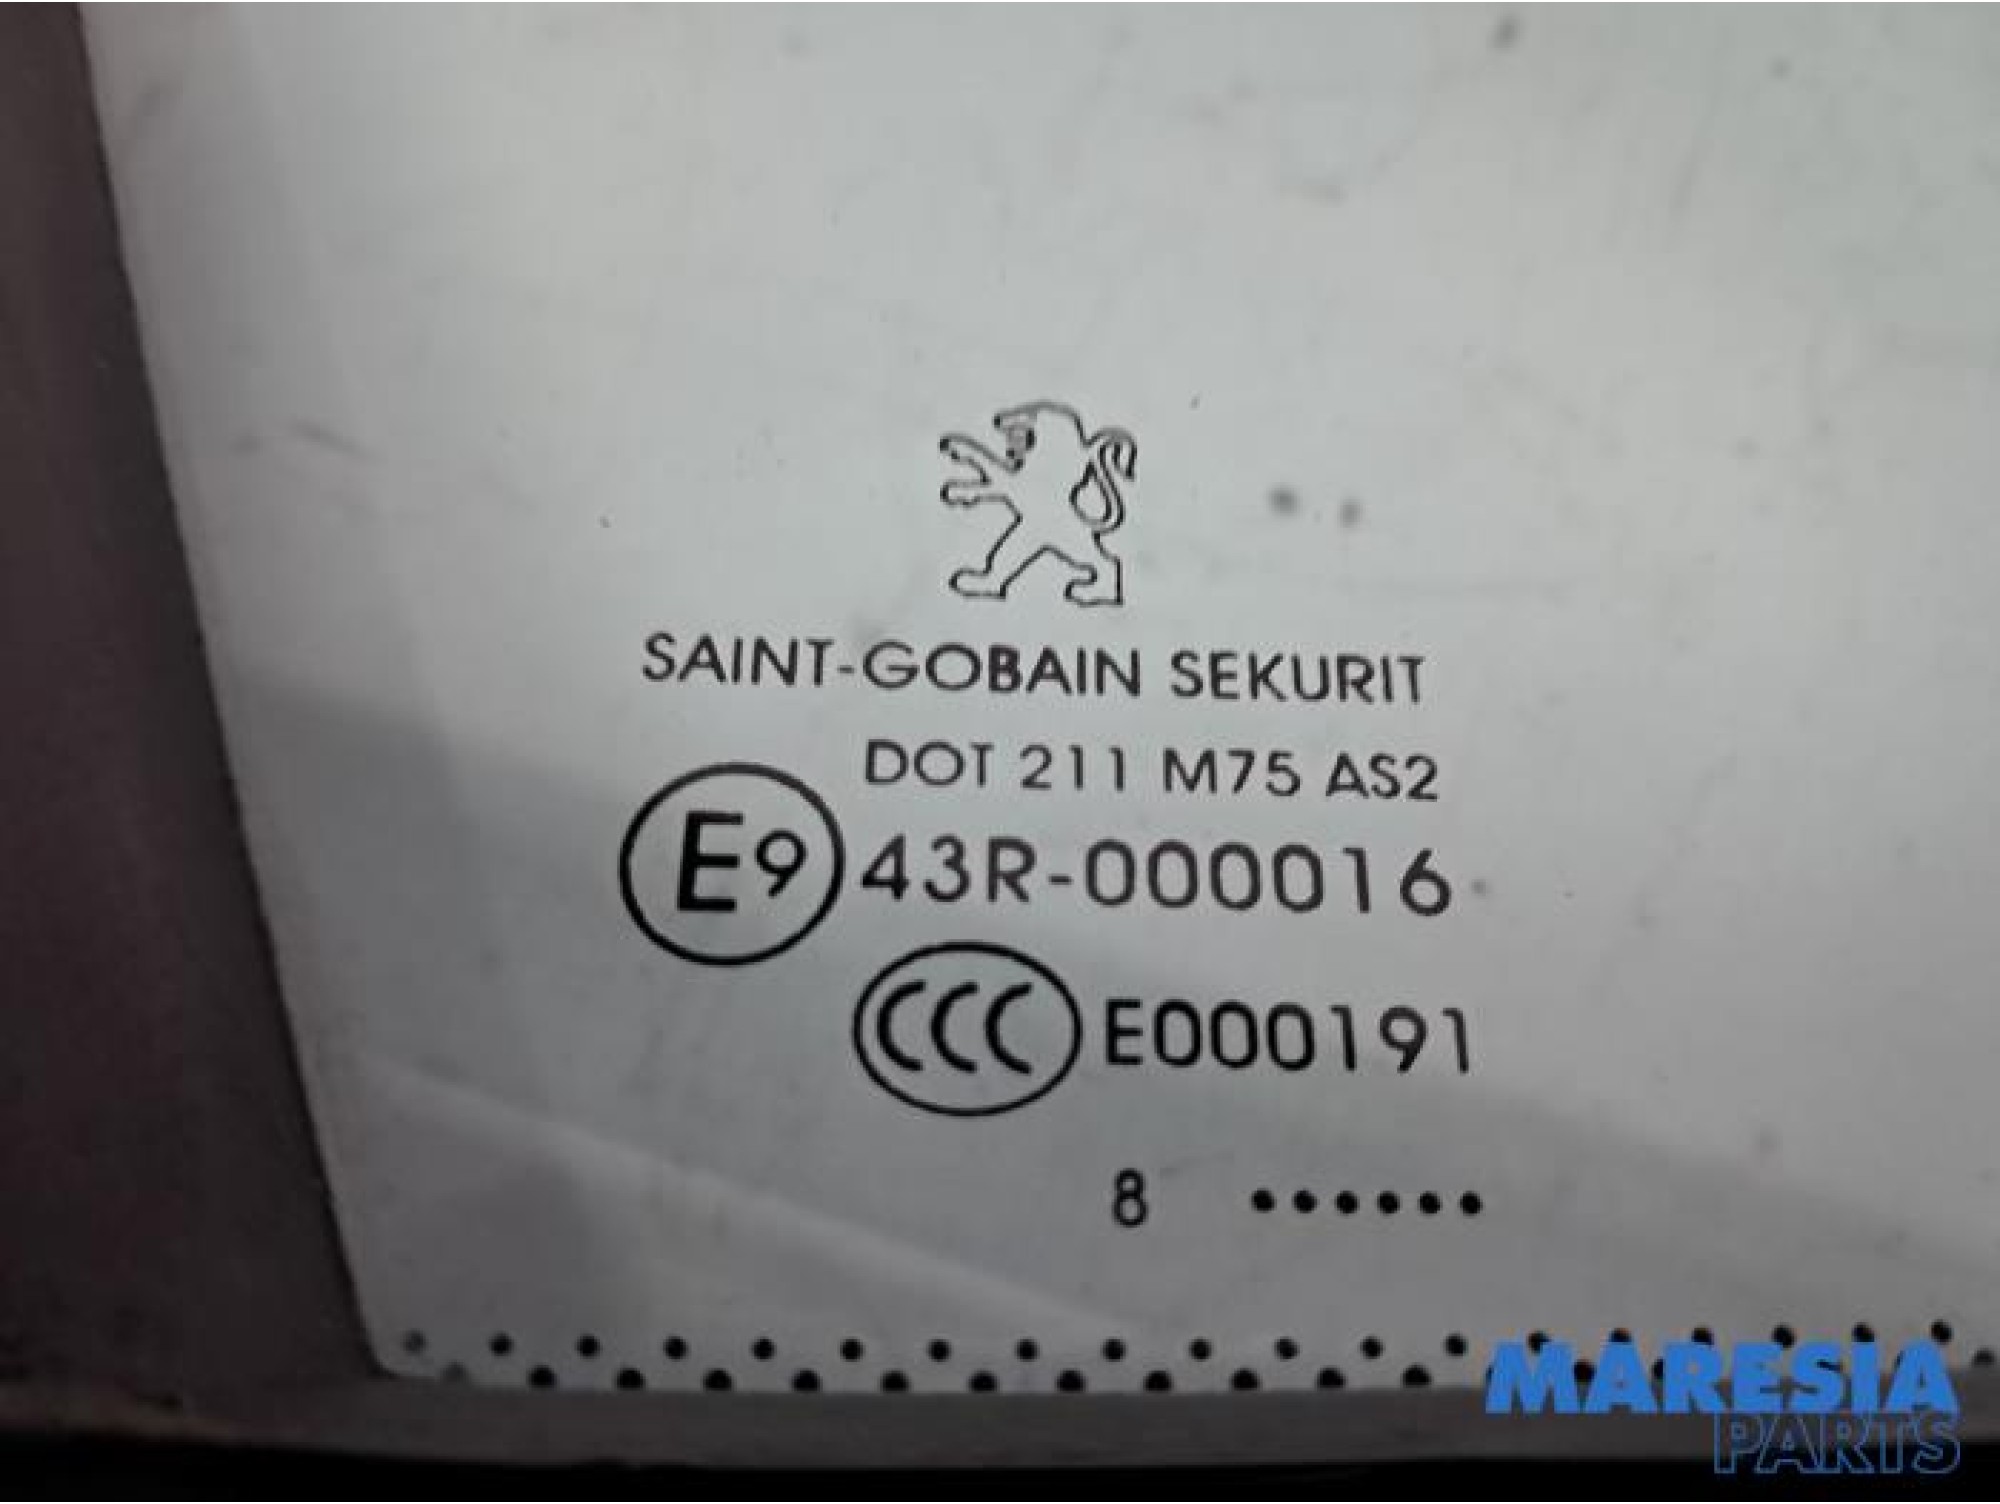 SAINT-GOBAIN SEKURIT
DOT 211 M75 AS2
E9 43R-000016
CCC E000191
8 ••••••
MARESIA
PARTS